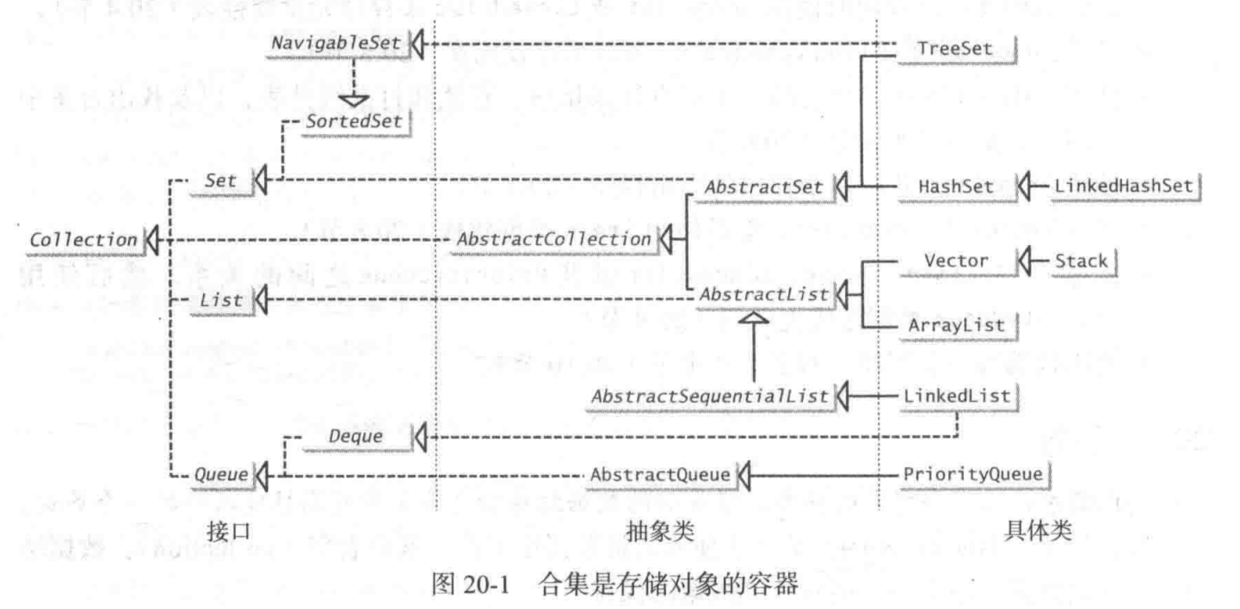 NavigableSet
TreeSet
SortedSet
Set
AbstractSet
HashSet
LinkedHashSet
Collection
AbstractCollection
Vector
Stack
List
AbstractList
ArrayList
AbstractSequentialList
LinkedList
Deque
Queue
AbstractQueue
PriorityQueue
接口
抽象类
具体类
图 20-1 合集是存储对象的容器